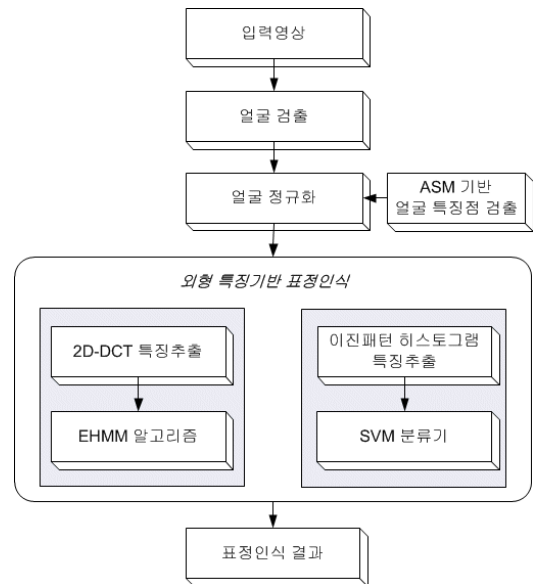 입력영상
얼굴 검출
얼굴 정규화
ASM 기반
얼굴 특징점 검출
외형 특징기반 표정인식
2D-DCT 특징추출
EHMM 알고리즘
이진패턴 히스토그램
특징추출
SVM 분류기
표정인식 결과